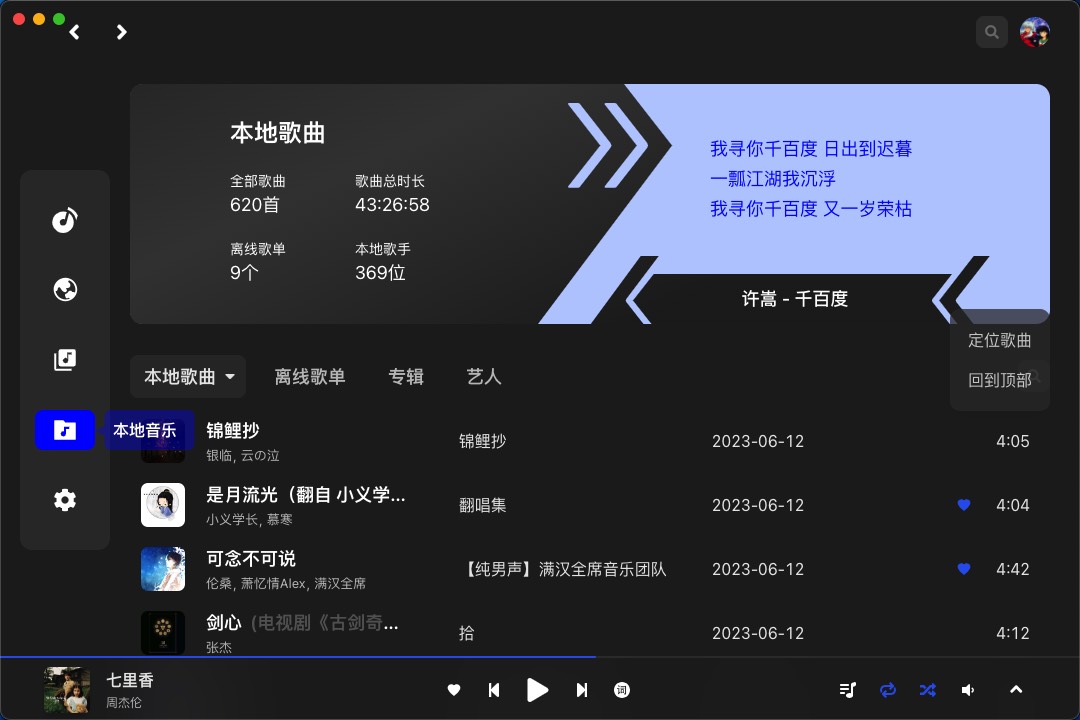 本地歌曲
全部歌曲
歌曲总时长
620首
43:26:58
离线歌单
本地歌手
9个
369位
我寻你千百度 日出到迟暮
一瓢江湖我沉浮
我寻你千百度 又一岁荣枯
许嵩 - 千百度
定位歌曲
回到顶部
本地歌曲
离线歌单
专辑
艺人
本地音乐
锦鲤抄
银临, 云の泣
锦鲤抄
2023-06-12
4:05
是月流光（翻自 小义学...
小义学长, 慕寒
翻唱集
2023-06-12
4:04
可念不可说
伦桑, 萧忆情Alex, 满汉全席
【纯男声】满汉全席音乐团队
2023-06-12
4:42
剑心（电视剧《古剑奇...
张杰
拾
2023-06-12
4:12
七里香
周杰伦
词